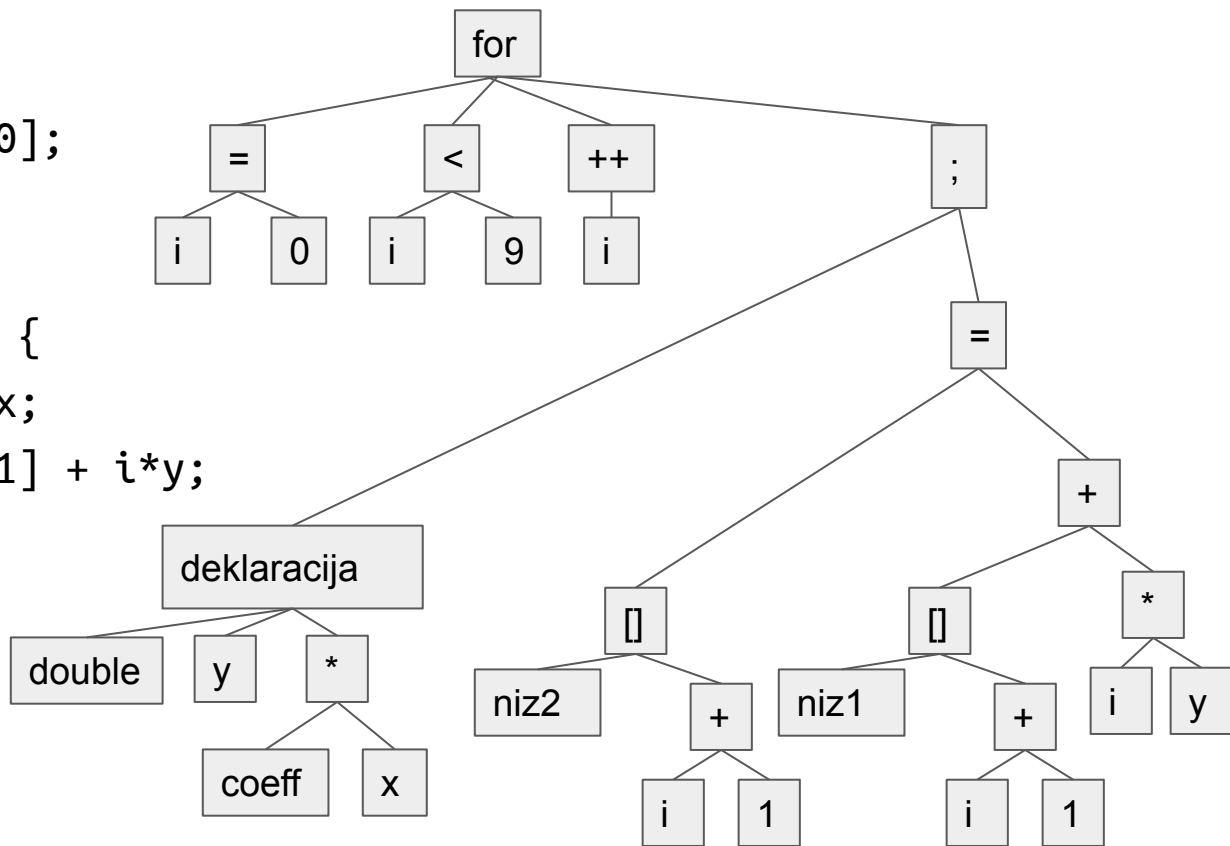 for
0];
= < ++ ;
i 0 i 9 i
{
=
x;
1] + i*y;
+
deklaracija
[] [] *
double y * niz2 + niz1 + i y
coeff x i 1 i 1